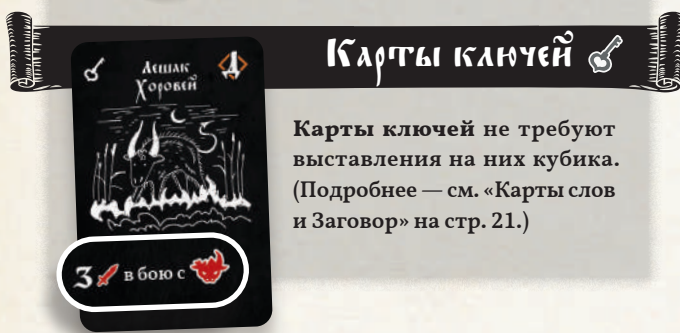 Карты ключей
Лешак
Хоровей
Д
3 в бою с
Карты ключей не требуют
выставления на них кубика.
(Подробнее — см. «Карты слов
и Заговор» на стр. 21.)